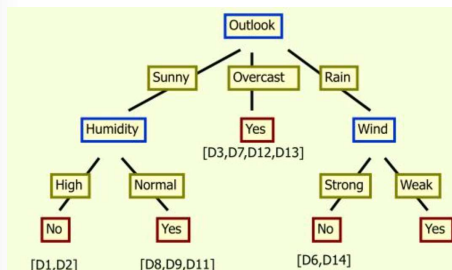 Outlook
Sunny Overcast Rain
Humidity Yes Wind
[D3,D7,D12,D13]
High Normal Strong Weak
No Yes No Yes
[D1,D2] [D8,D9,D11] [D6,D14]